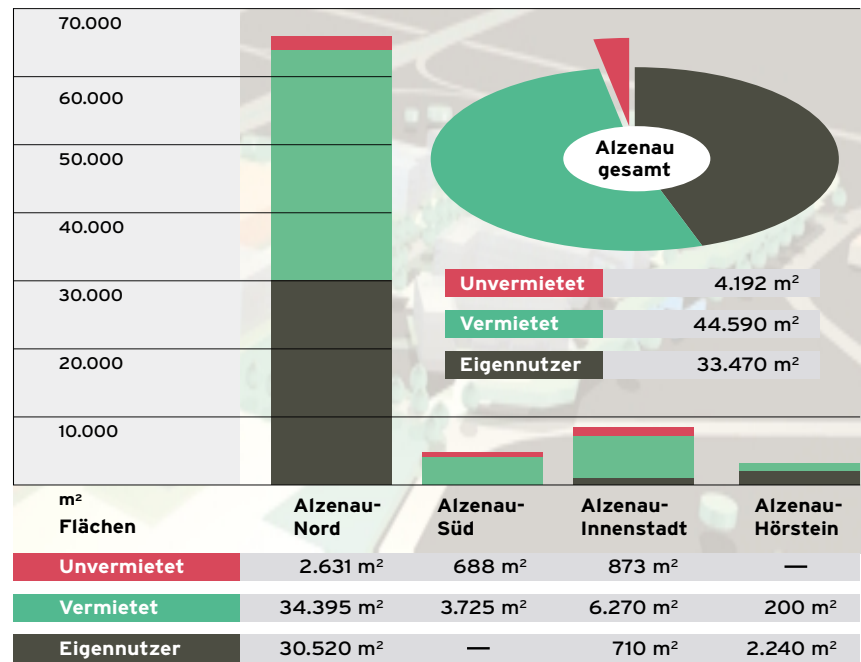 70.000
60.000
50.000
40.000
30.000
20.000
10.000
Alzenau
gesamt
Unvermietet 4.192 m²
Vermietet 44.590 m²
Eigennutzer 33.470 m²
m²
Flächen
Alzenau-
Nord
Alzenau-
Süd
Alzenau-
Innenstadt
Alzenau-
Hörstein
Unvermietet 2.631 m² 688 m² 873 m² —
Vermietet 34.395 m² 3.725 m² 6.270 m² 200 m²
Eigennutzer 30.520 m² — 710 m² 2.240 m²